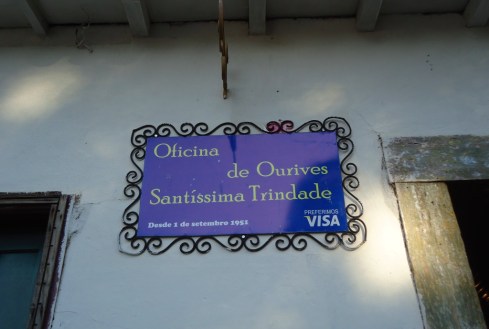 Oficina
de Ourives
Santíssima Trindade
Desde 1 de setembro 1951
PREFERIMOS
VISA